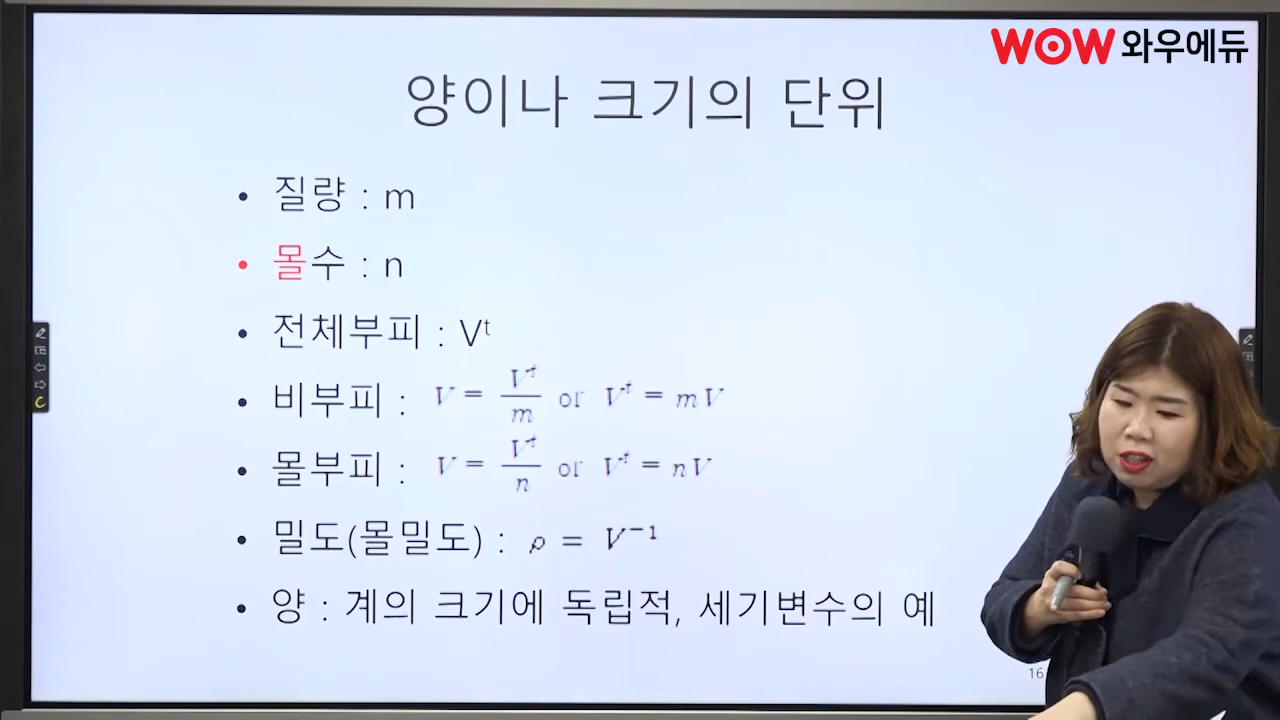 WOW 와우에듀
양이나 크기의 단위
• 질량 : m
• 몰수 : n
• 전체부피 : Vᵗ
• 비부피 : V = Vᵗ/m or Vᵗ = mV
• 몰부피 : V = Vᵗ/n or Vᵗ = nV
• 밀도(몰밀도) : ρ = V⁻¹
• 양 : 계의 크기에 독립적, 세기변수의 예
16